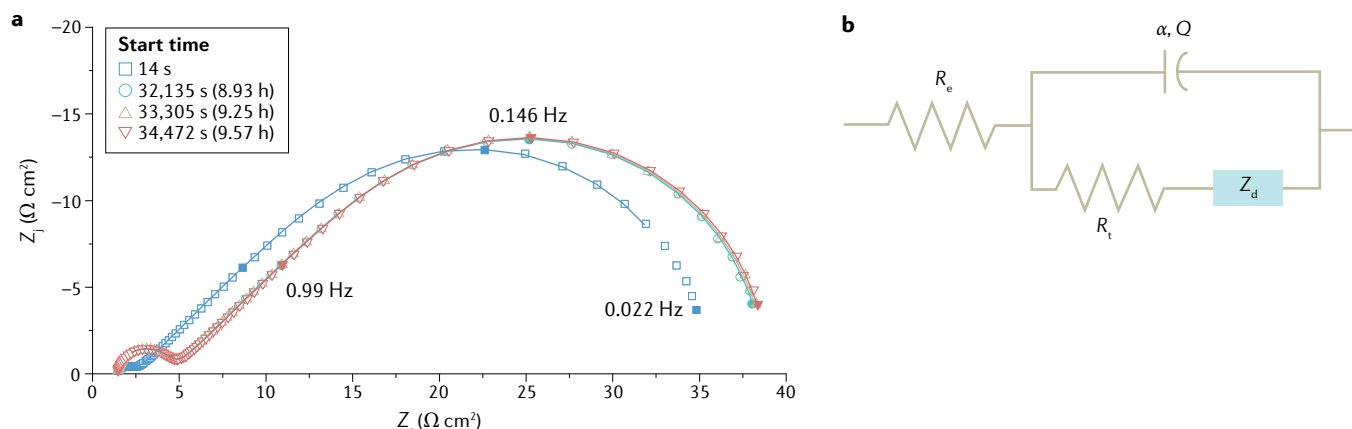 a
Start time
14 s
32,135 s (8.93 h)
33,305 s (9.25 h)
34,472 s (9.57 h)
Zj (Ω cm²)
–20
–15
–10
–5
0
0.146 Hz
0.99 Hz
0.022 Hz
0 5 10 15 20 25 30 35 40
(Ω cm²)
b
α, Q
Re
Rt
Zd